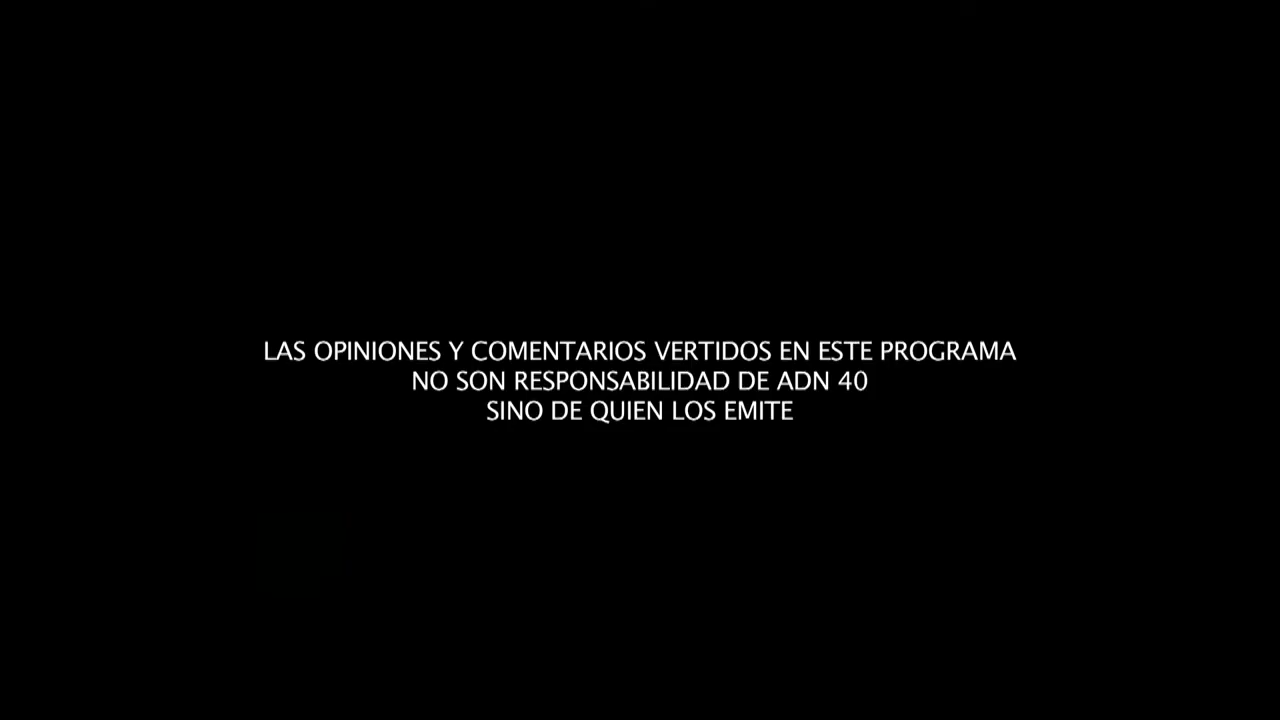 LAS OPINIONES Y COMENTARIOS VERTIDOS EN ESTE PROGRAMA
NO SON RESPONSABILIDAD DE ADN 40
SINO DE QUIEN LOS EMITE